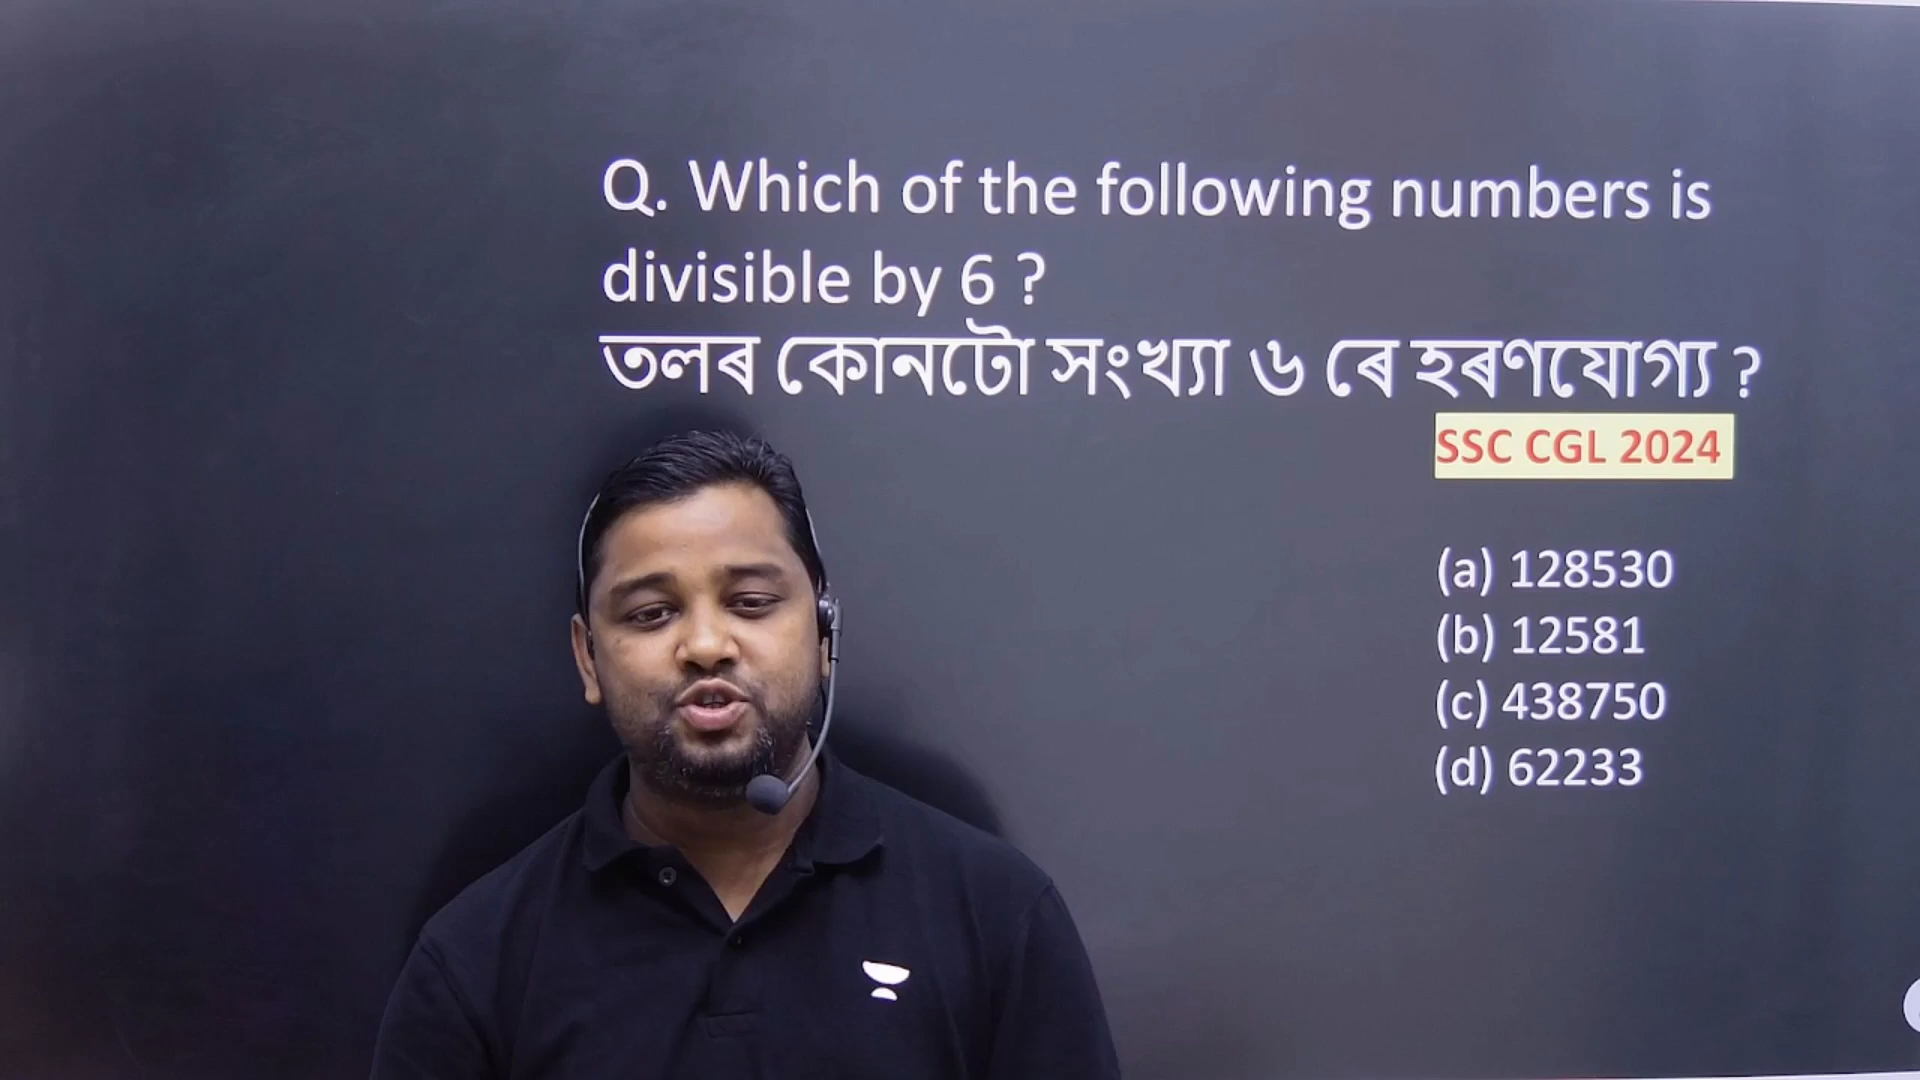 Q. Which of the following numbers is
divisible by 6 ?
তলৰ কোনটো সংখ্যা ৬ ৰে হৰণযোগ্য ?
SSC CGL 2024
(a) 128530
(b) 12581
(c) 438750
(d) 62233